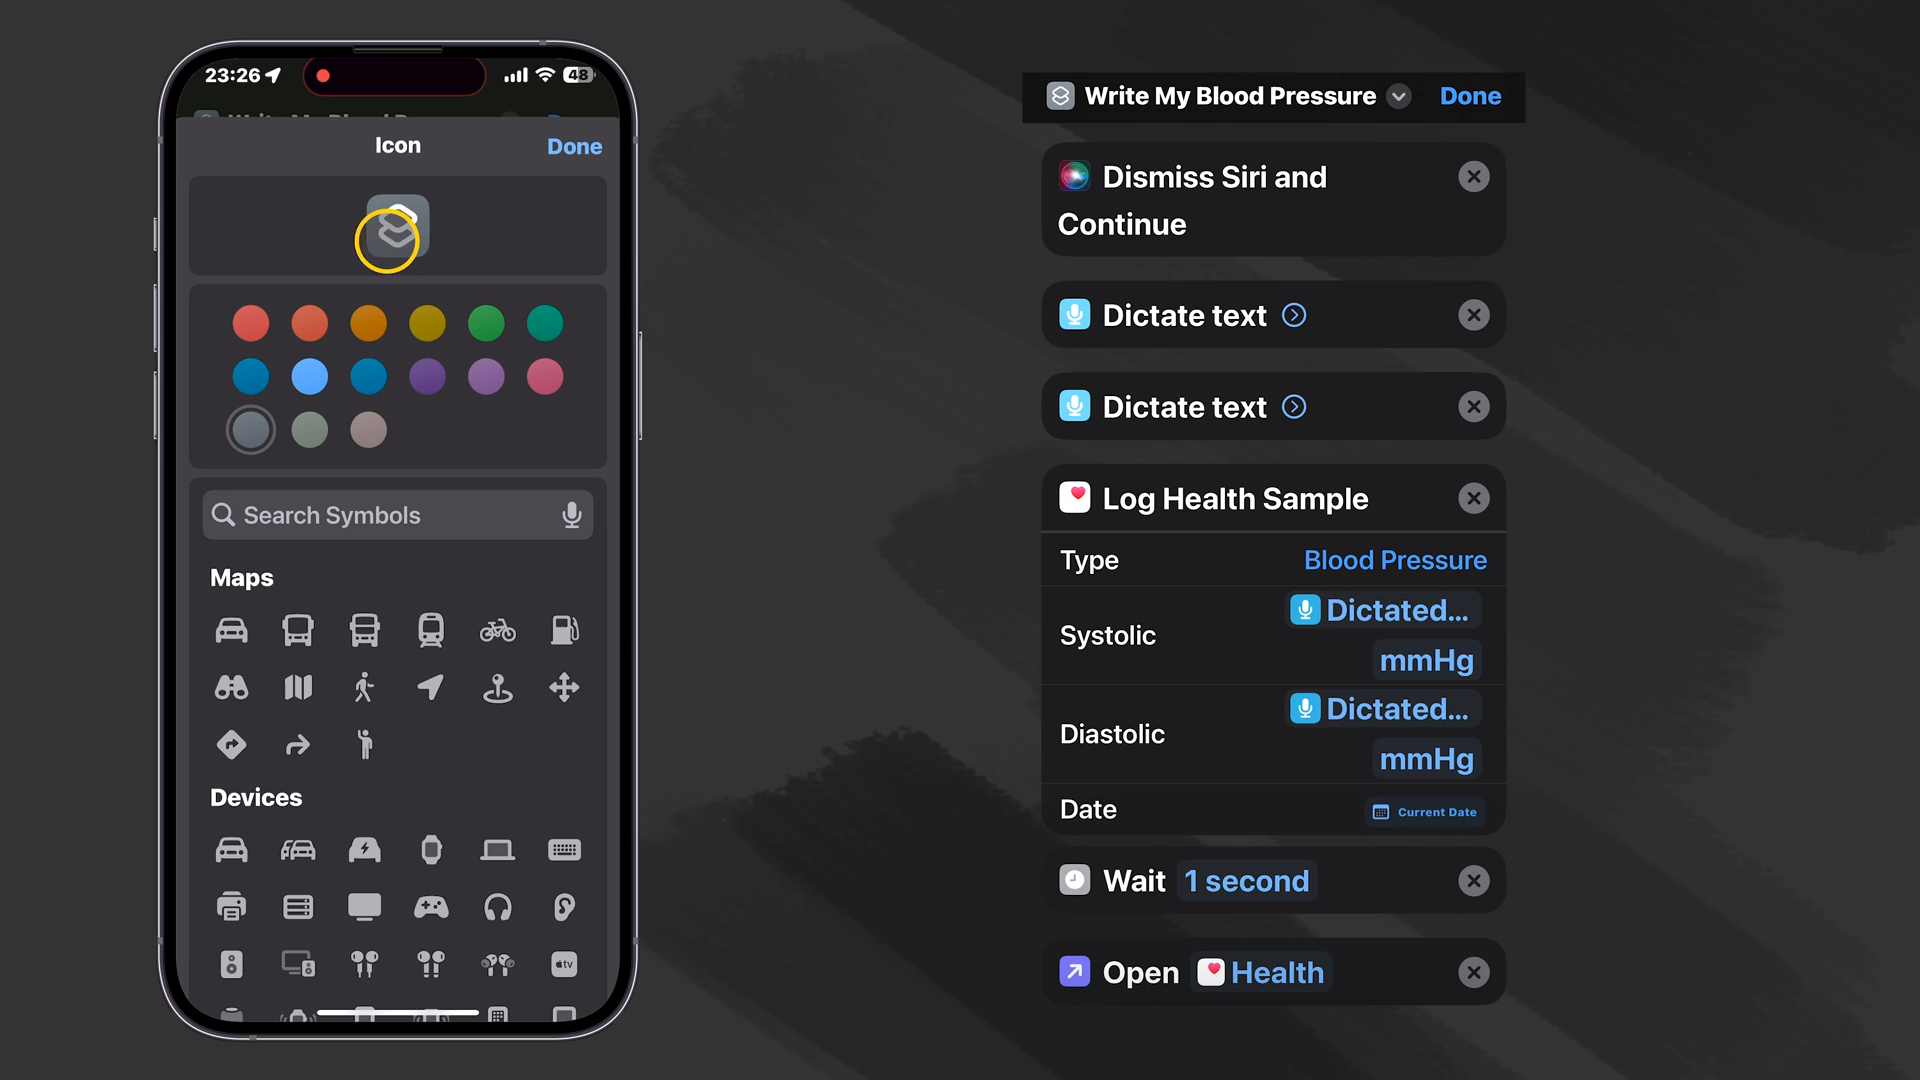 23:26
48
Icon
Done
Search Symbols
Maps
Devices
tv
Write My Blood Pressure
Done
Dismiss Siri and
Continue
Dictate text
Dictate text
Log Health Sample
Type
Blood Pressure
Systolic
Dictated...
mmHg
Diastolic
Dictated...
mmHg
Date
Current Date
Wait 1 second
Open Health